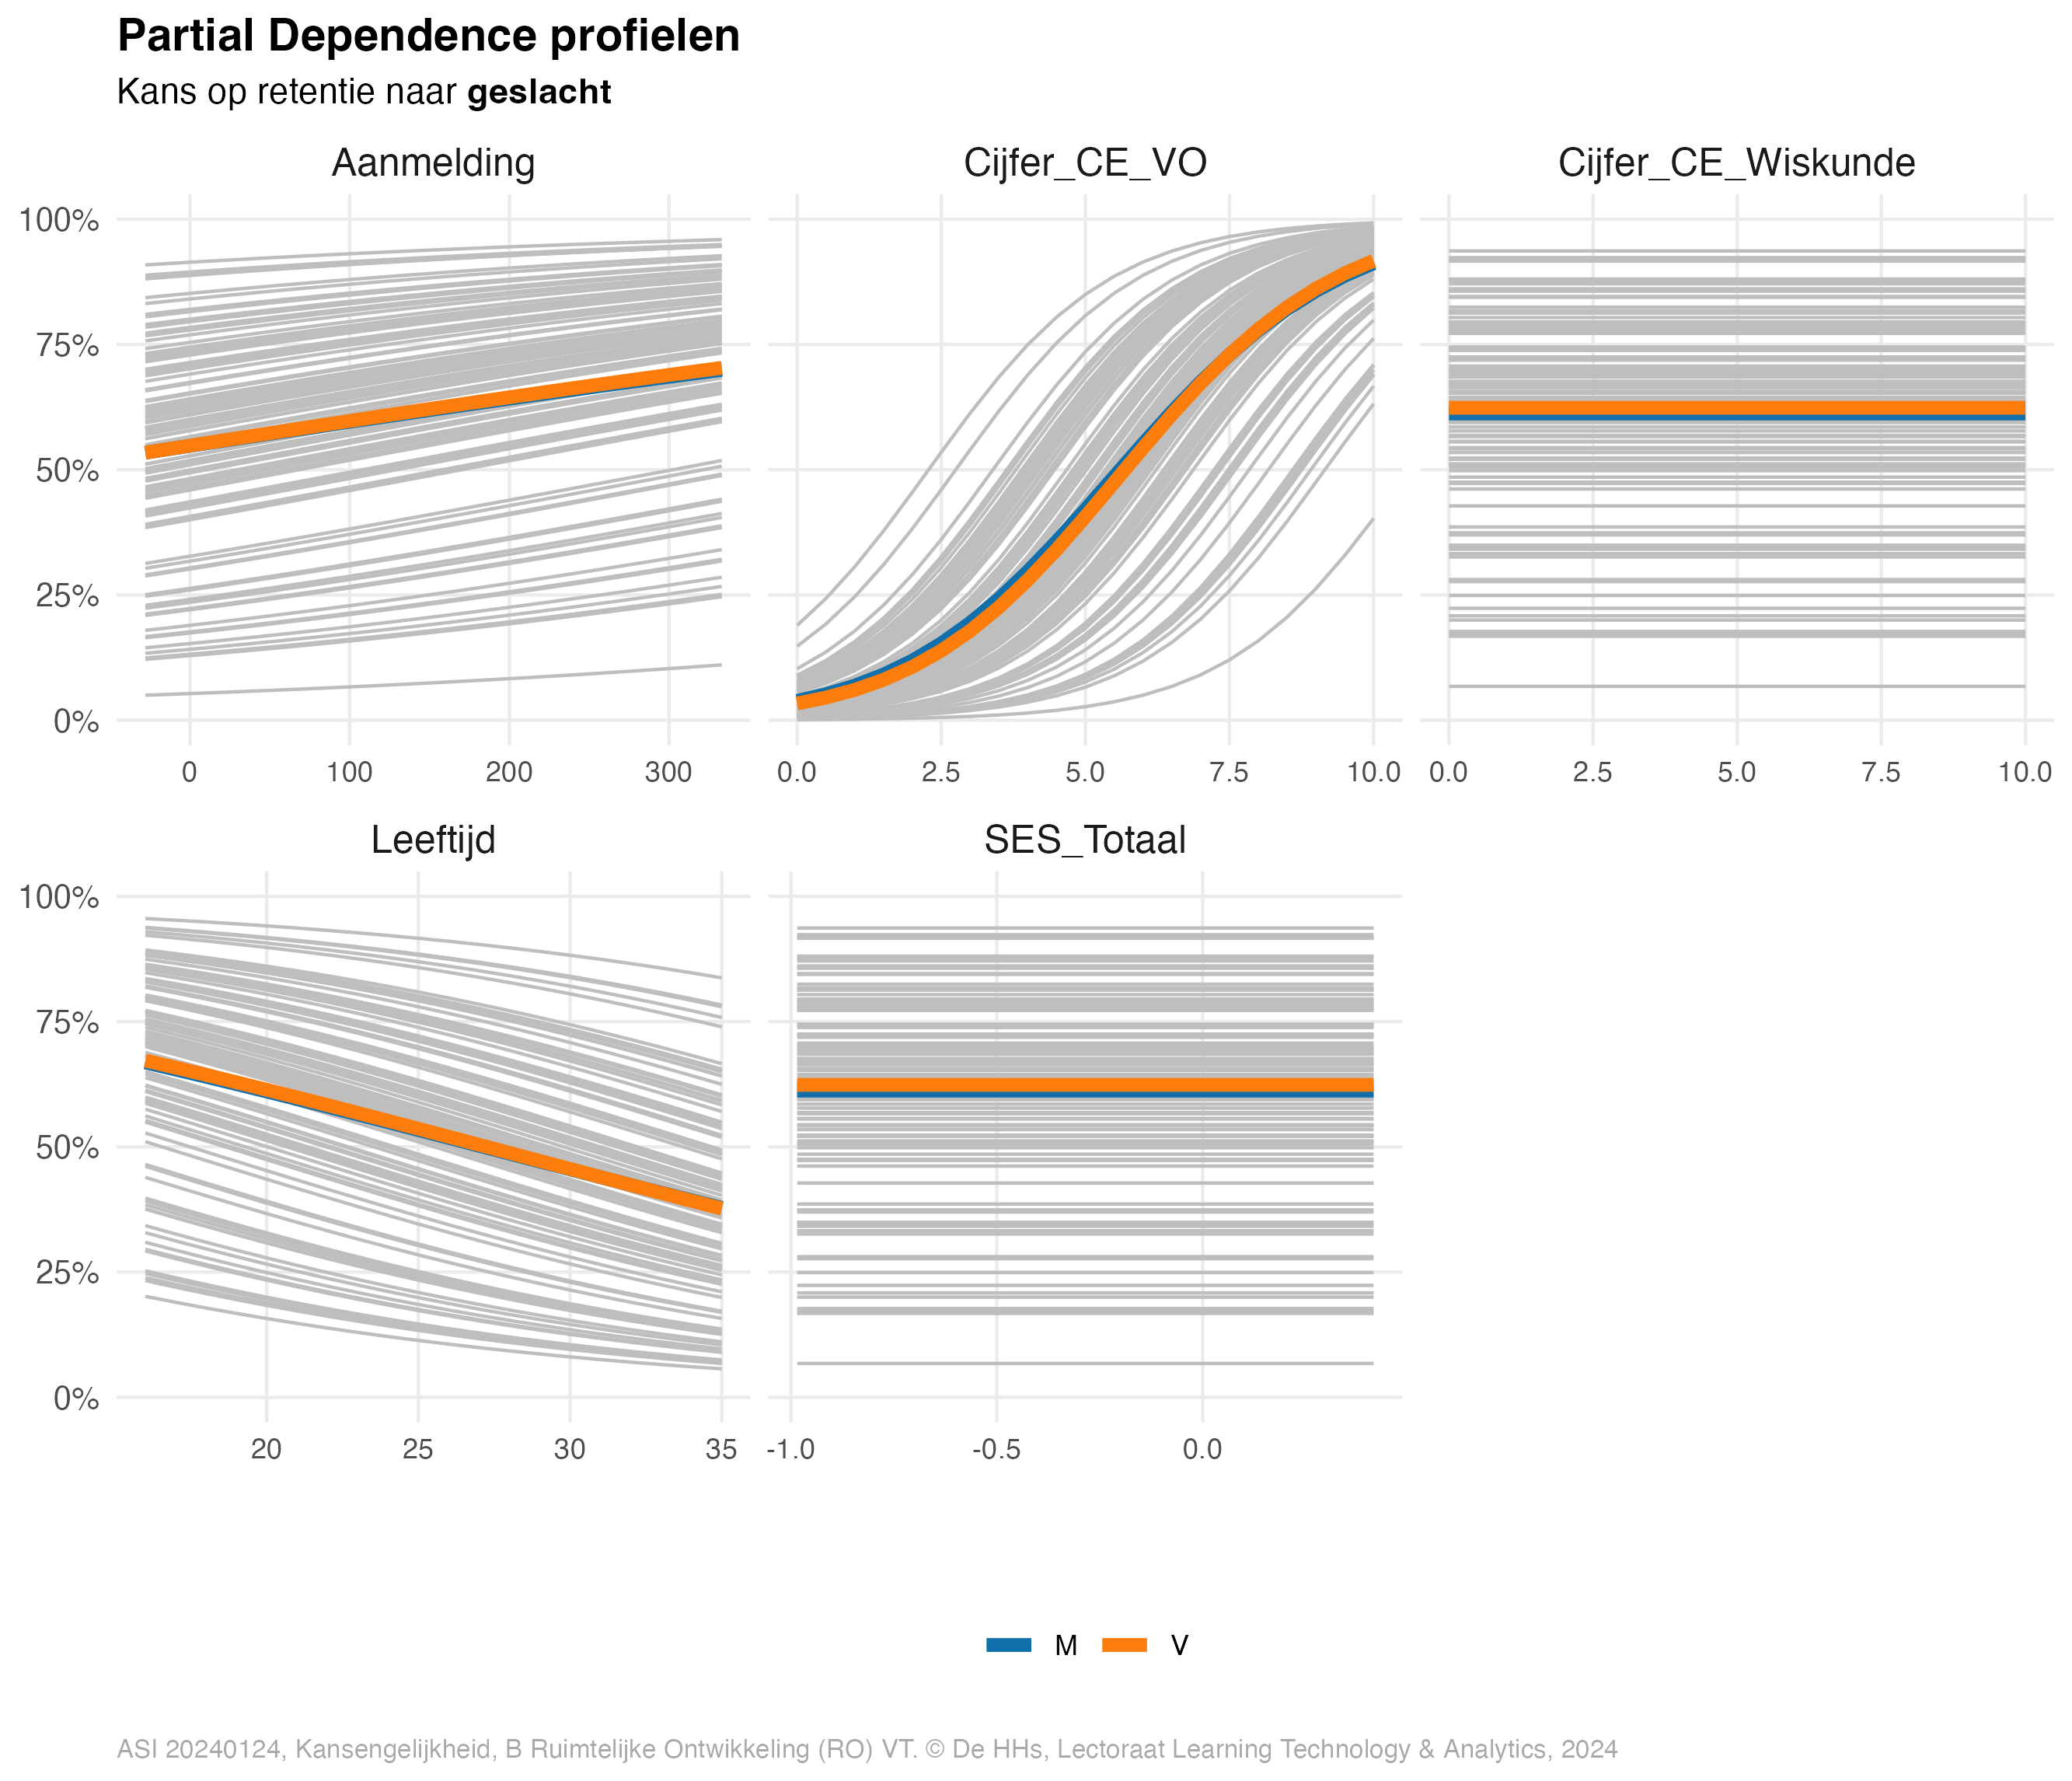 Partial Dependence profielen
Kans op retentie naar geslacht
Aanmelding Cijfer_CE_VO Cijfer_CE_Wiskunde
100%
75%
50%
25%
0%
0 100 200 300 0.0 2.5 5.0 7.5 10.0 0.0 2.5 5.0 7.5 10.0
Leeftijd SES_Totaal
100%
75%
50%
25%
0%
20 25 30 35 -1.0 -0.5 0.0
M V
ASI 20240124, Kansengelijkheid, B Ruimtelijke Ontwikkeling (RO) VT. © De HHs, Lectoraat Learning Technology & Analytics, 2024